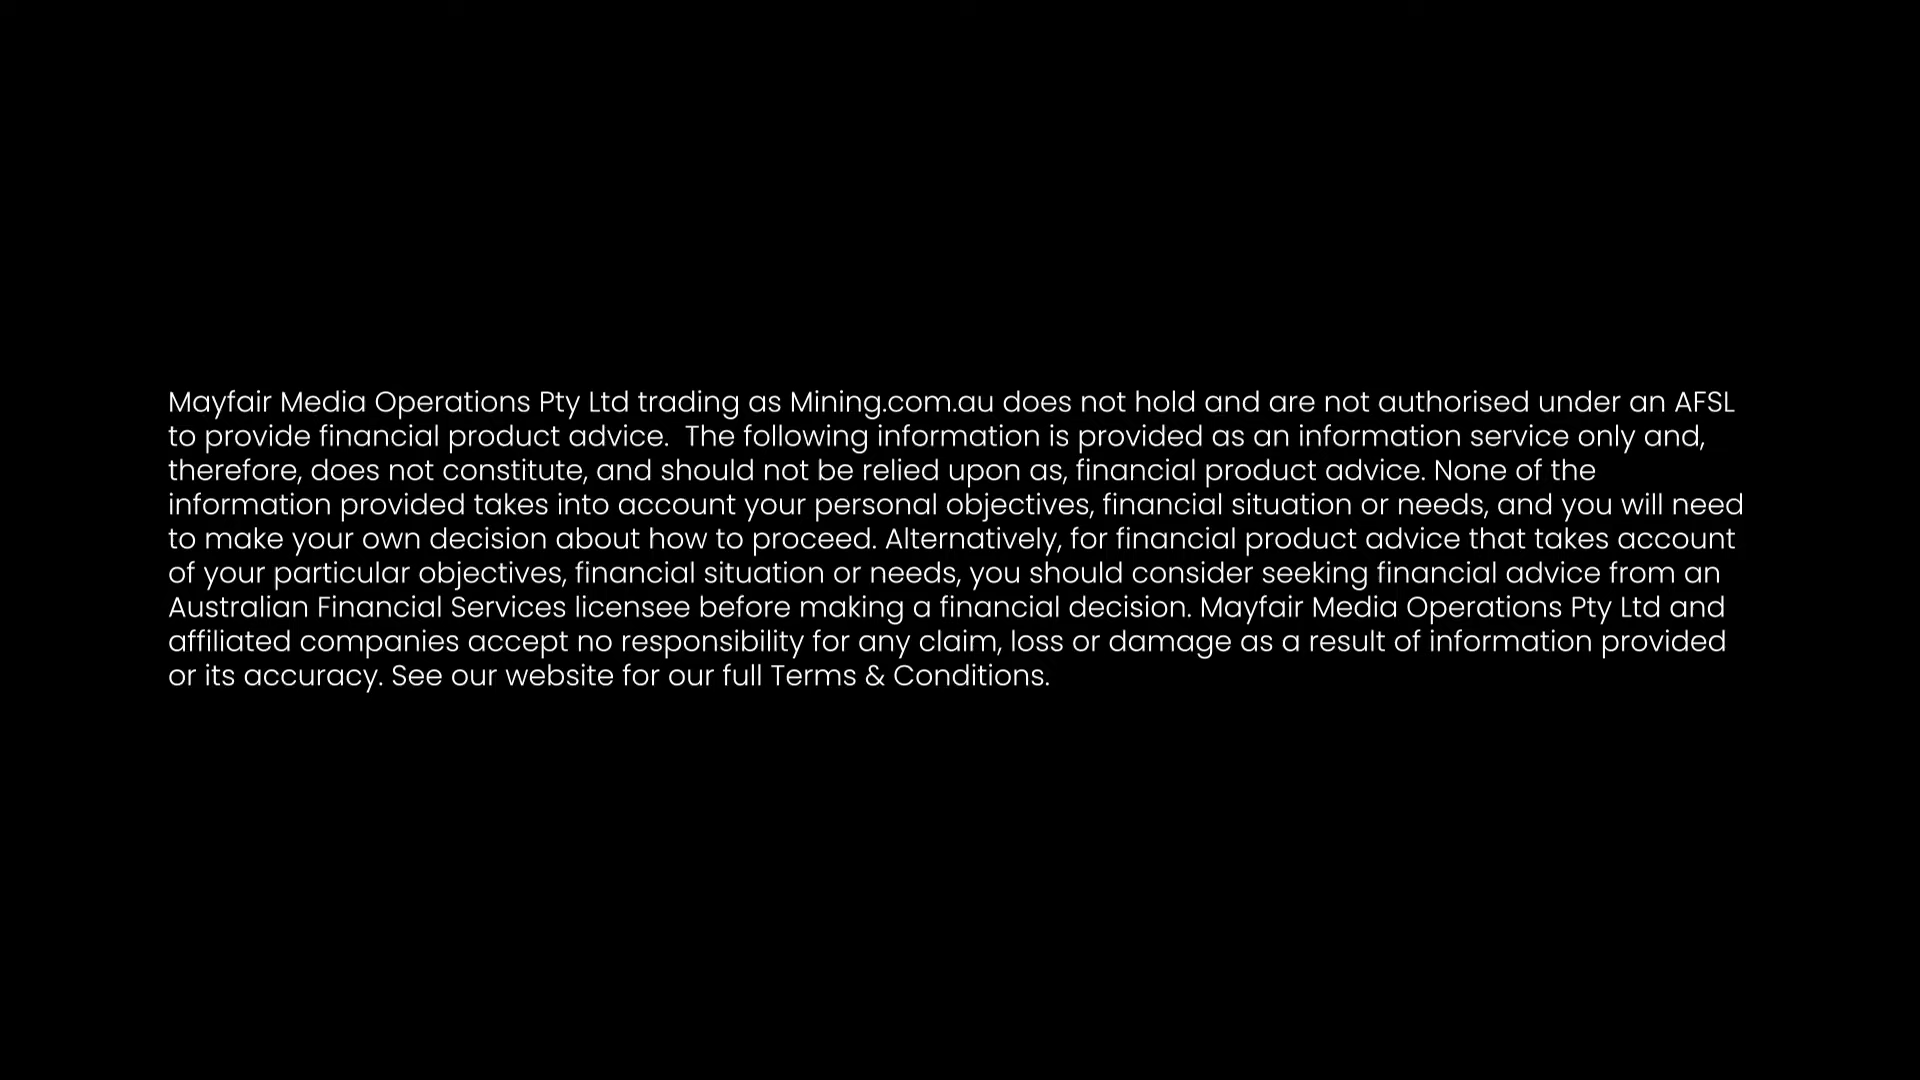 Mayfair Media Operations Pty Ltd trading as Mining.com.au does not hold and are not authorised under an AFSL
to provide financial product advice.  The following information is provided as an information service only and,
therefore, does not constitute, and should not be relied upon as, financial product advice. None of the
information provided takes into account your personal objectives, financial situation or needs, and you will need
to make your own decision about how to proceed. Alternatively, for financial product advice that takes account
of your particular objectives, financial situation or needs, you should consider seeking financial advice from an
Australian Financial Services licensee before making a financial decision. Mayfair Media Operations Pty Ltd and
affiliated companies accept no responsibility for any claim, loss or damage as a result of information provided
or its accuracy. See our website for our full Terms & Conditions.